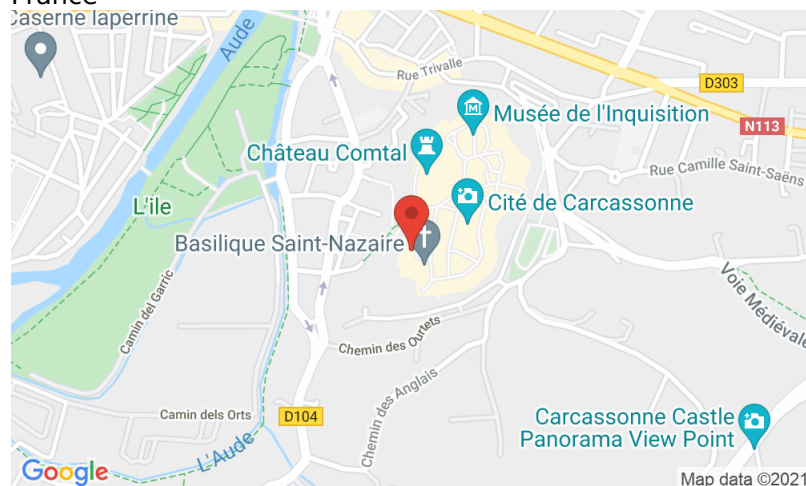 France
Caserne laperrine
Aude
Rue Trivalle
D303
Musée de l'Inquisition
N113
Château Comtal
Rue Camille Saint-Saëns
L'ile
Cité de Carcassonne
Basilique Saint-Nazaire
Voie Médiévale
Camin del Garric
Chemin des Ourtets
Camin dels Orts
D104
Chemin des Anglais
Carcassonne Castle
Panorama View Point
L'Aude
Google
Map data ©2021